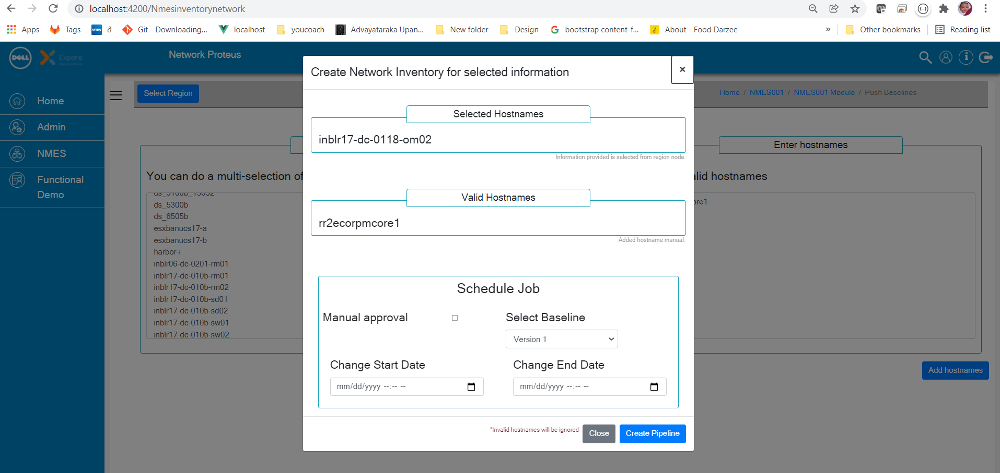 localhost:4200/Nmesinventorynetwork
Apps
Tags
vmw
∂
Git - Downloading...
localhost
youcoach
Advayataraka Upan...
New folder
Design
bootstrap content-f...
About - Food Darzee
»
Other bookmarks
Reading list
DELL
Experis
Network Proteus
Home
Admin
NMES
Functional
Demo
Select Region
Home / NMES001 / NMES001 Module / Push Baselines
You can do a multi-selection of
ds_5300b
ds_6505b
esxbanucs17-a
esxbanucs17-b
harbor-i
inblr06-dc-0201-rm01
inblr17-dc-010b-rm01
inblr17-dc-010b-rm02
inblr17-dc-010b-sd01
inblr17-dc-010b-sd02
inblr17-dc-010b-sw01
inblr17-dc-010b-sw02
Create Network Inventory for selected information
×
Selected Hostnames
inblr17-dc-0118-om02
Information provided is selected from region node.
Valid Hostnames
rr2ecorpmcore1
Added hostname manual.
Schedule Job
Manual approval
Select Baseline
Version 1
Change Start Date
Change End Date
mm/dd/yyyy --:-- --
mm/dd/yyyy --:-- --
*Invalid hostnames will be ignored
Close
Create Pipeline
Enter hostnames
alid hostnames
ore1
Add hostnames